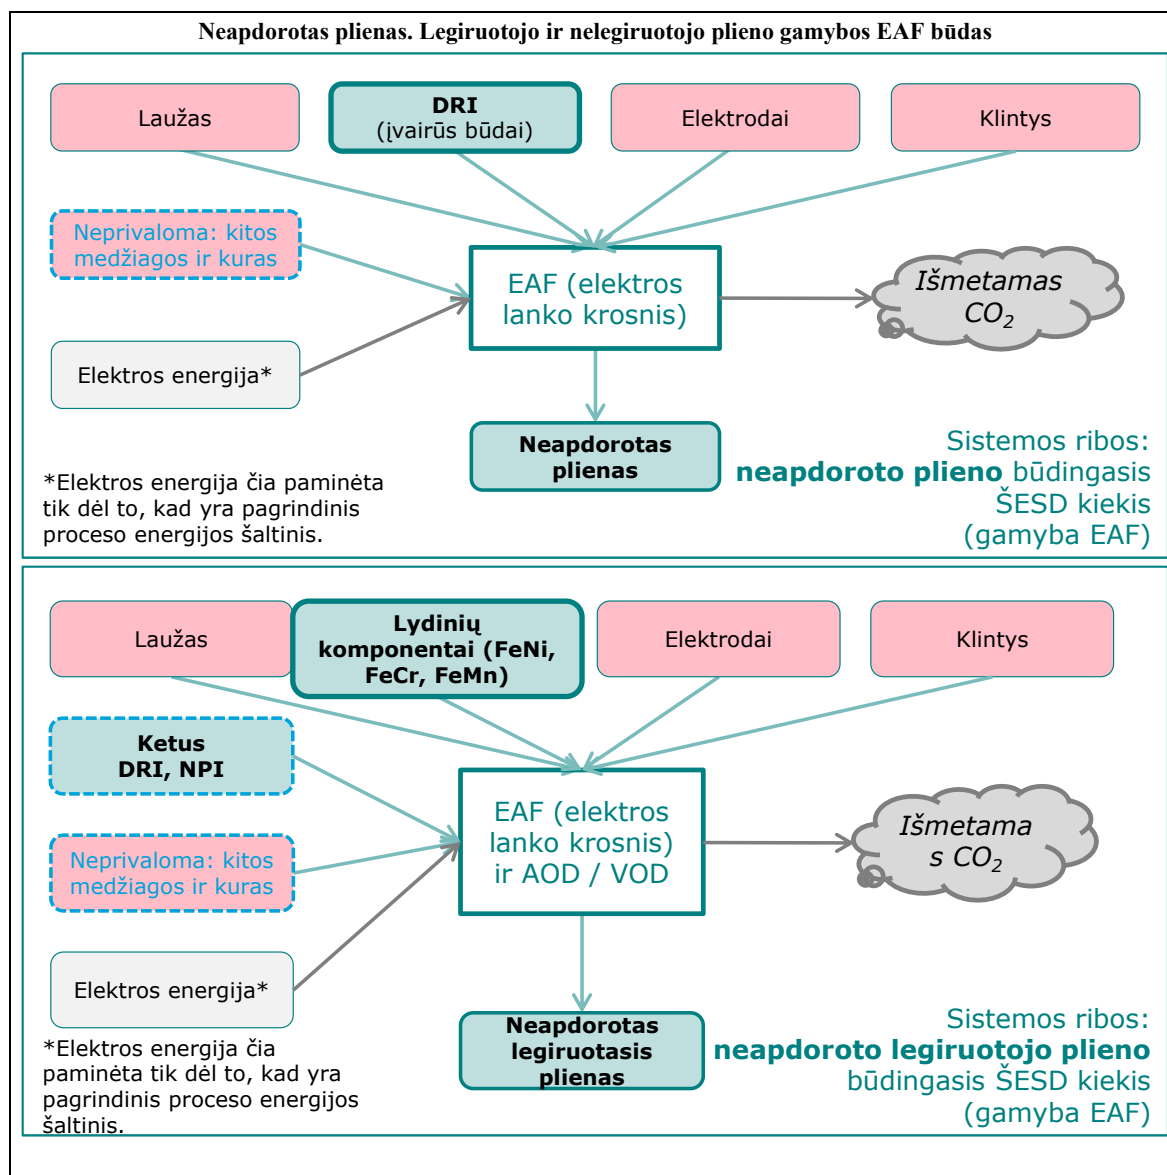 Neapdorotas plienas. Legiruotojo ir nelegiruotojo plieno gamybos EAF būdas
Laužas
DRI
(įvairūs būdai)
Elektrodai
Klintys
Neprivaloma: kitos
medžiagos ir kuras
EAF (elektros
lanko krosnis)
Išmetamas
CO2
Elektros energija*
Neapdorotas
plienas
*Elektros energija čia paminėta
tik dėl to, kad yra pagrindinis
proceso energijos šaltinis.
Sistemos ribos:
neapdoroto plieno būdingasis
ŠESD kiekis
(gamyba EAF)
Laužas
Lydinių
komponentai (FeNi,
FeCr, FeMn)
Elektrodai
Klintys
Ketus
DRI, NPI
EAF (elektros
lanko krosnis)
ir AOD / VOD
Išmetama
s CO2
Neprivaloma: kitos
medžiagos ir kuras
Elektros energija*
Neapdorotas
legiruotasis
plienas
*Elektros energija čia
paminėta tik dėl to, kad yra
pagrindinis proceso energijos
šaltinis.
Sistemos ribos:
neapdoroto legiruotojo plieno
būdingasis ŠESD kiekis
(gamyba EAF)